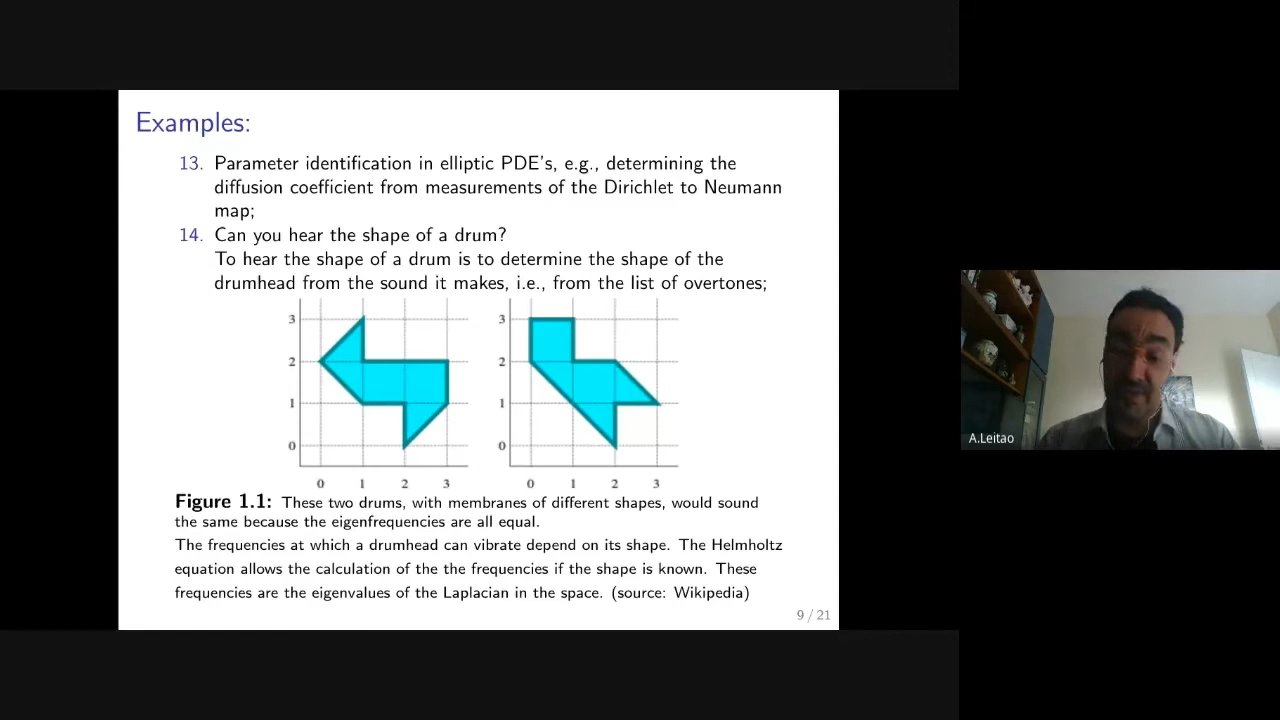 Examples:
13. Parameter identification in elliptic PDE's, e.g., determining the
diffusion coefficient from measurements of the Dirichlet to Neumann
map;
14. Can you hear the shape of a drum?
To hear the shape of a drum is to determine the shape of the
drumhead from the sound it makes, i.e., from the list of overtones;
3
2
1
0
0 1 2 3
3
2
1
0
0 1 2 3
Figure 1.1: These two drums, with membranes of different shapes, would sound
the same because the eigenfrequencies are all equal.
The frequencies at which a drumhead can vibrate depend on its shape. The Helmholtz
equation allows the calculation of the the frequencies if the shape is known. These
frequencies are the eigenvalues of the Laplacian in the space. (source: Wikipedia)
9 / 21
A.Leitao